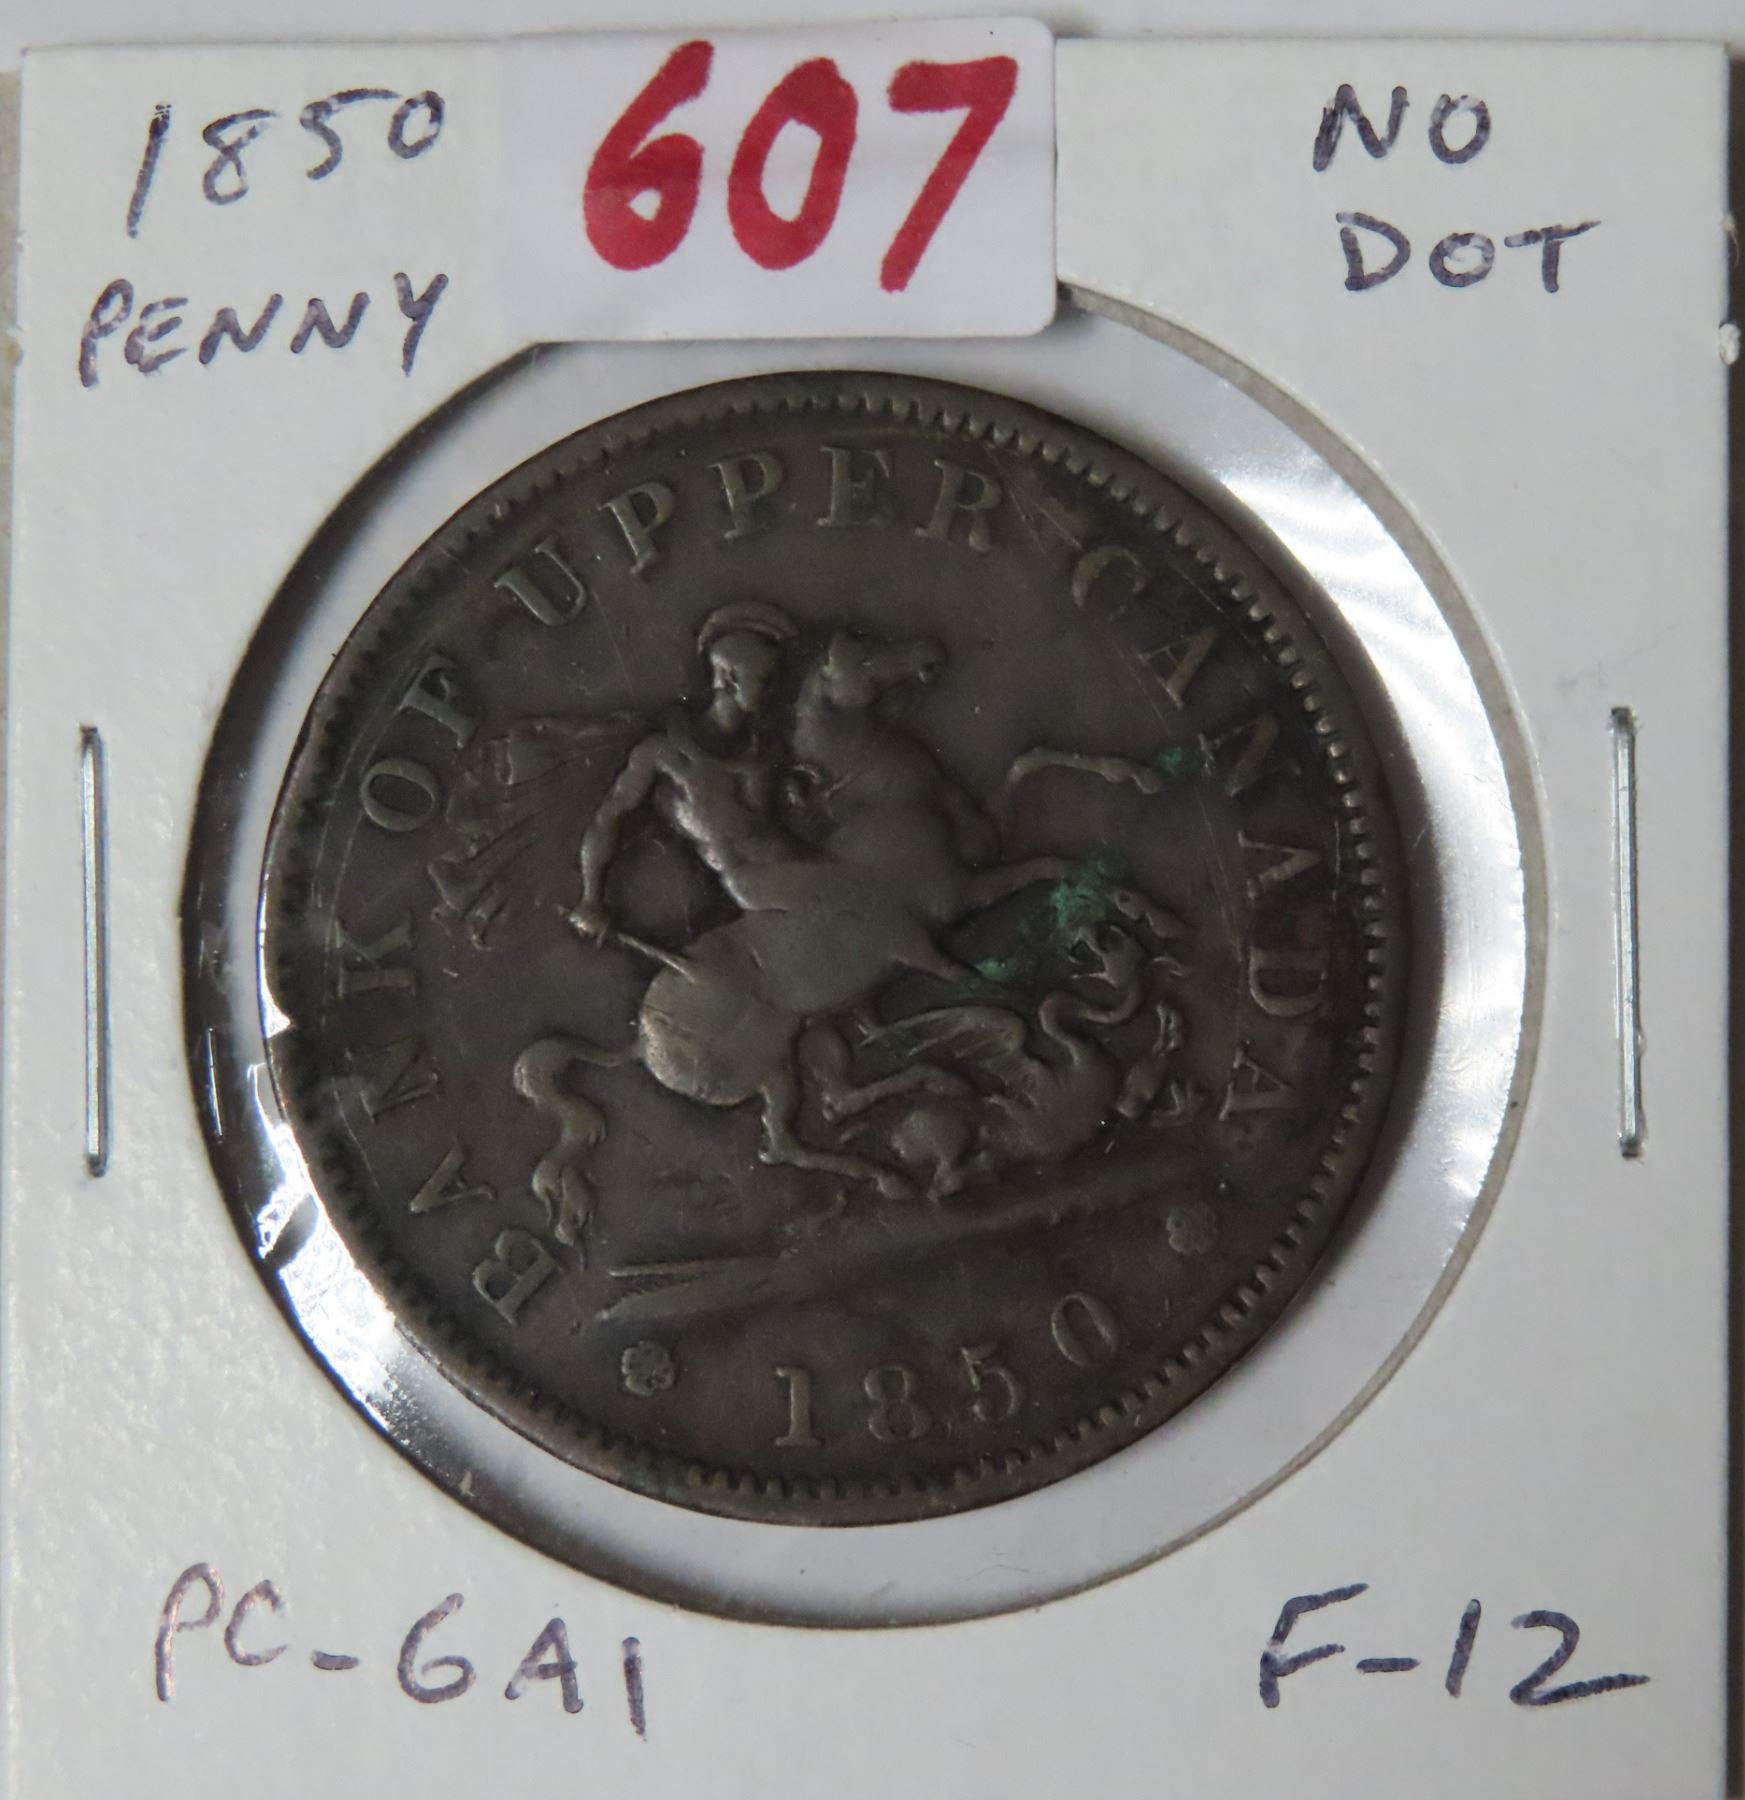 1850
PENNY
607
NO
DOT
BANK OF UPPER CANADA
1850
PC-6A1
F-12